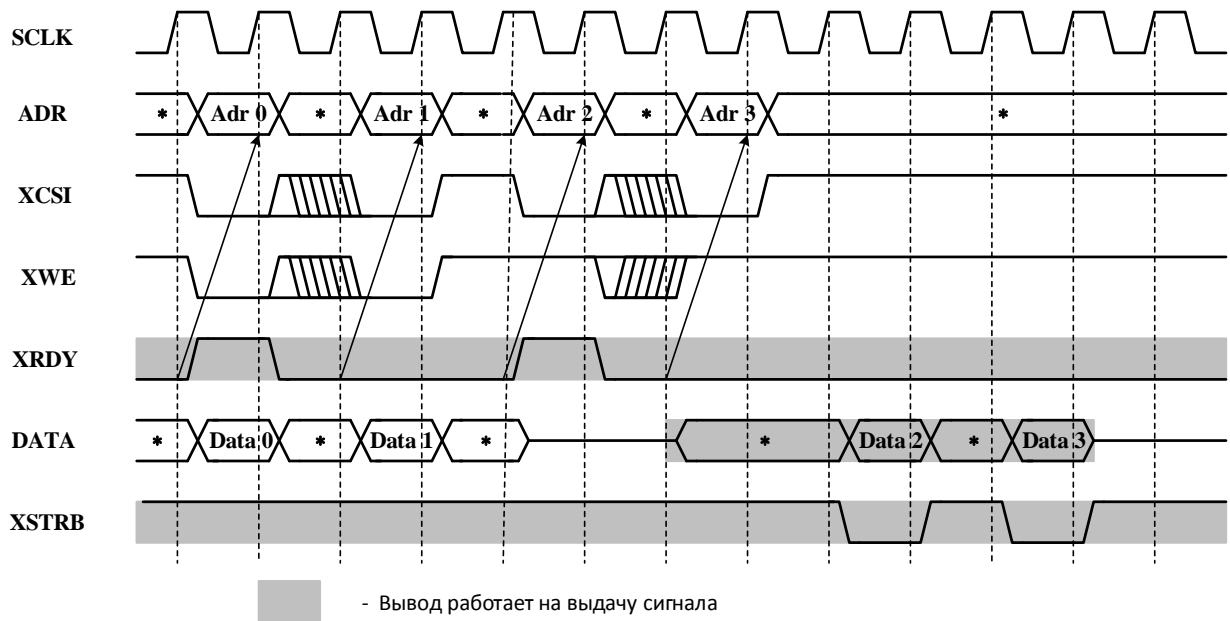 SCLK
ADR * Adr 0 * Adr 1 * Adr 2 * Adr 3 *
XCSI
XWE
XRDY
DATA * Data 0 * Data 1 * * Data 2 * Data 3
XSTRB
- Вывод работает на выдачу сигнала